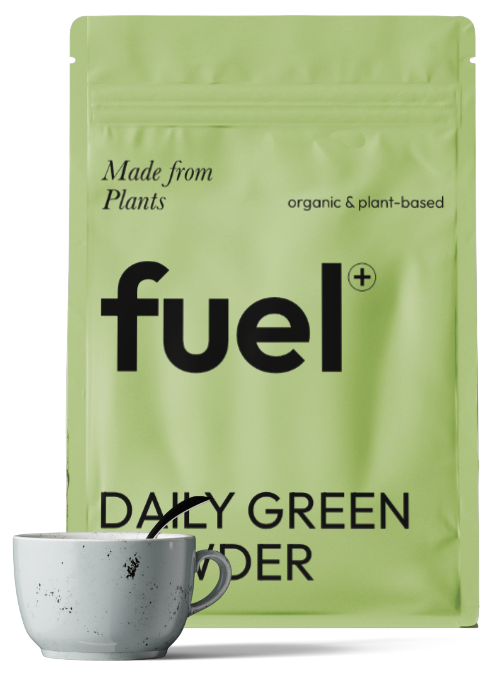 Made from
Plants
organic & plant-based
fuel+
DAILY GREEN
WDER